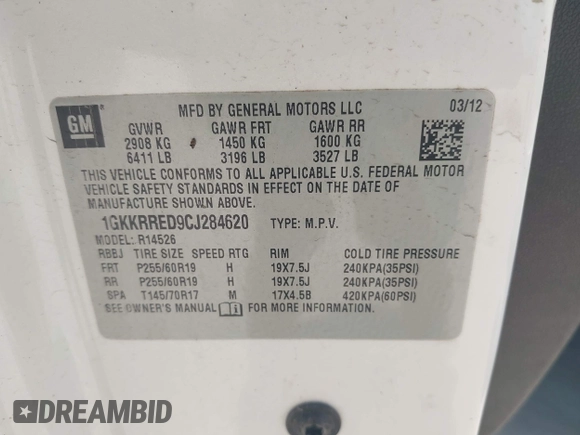 MFD BY GENERAL MOTORS LLC 03/12
GM
GVWR GAWR FRT GAWR RR
2908 KG 1450 KG 1600 KG
6411 LB 3196 LB 3527 LB
THIS VEHICLE CONFORMS TO ALL APPLICABLE U.S. FEDERAL MOTOR
VEHICLE SAFETY STANDARDS IN EFFECT ON THE DATE OF
MANUFACTURE SHOWN ABOVE.
1GKKRRED9CJ284620 TYPE: M.P.V.
MODEL: R14526
RBBJ TIRE SIZE SPEED RTG RIM COLD TIRE PRESSURE
FRT P255/60R19 H 19X7.5J 240KPA(35PSI)
RR P255/60R19 H 19X7.5J 240KPA(35PSI)
SPA T145/70R17 M 17X4.5B 420KPA(60PSI)
SEE OWNER'S MANUAL FOR MORE INFORMATION.
DREAMBID